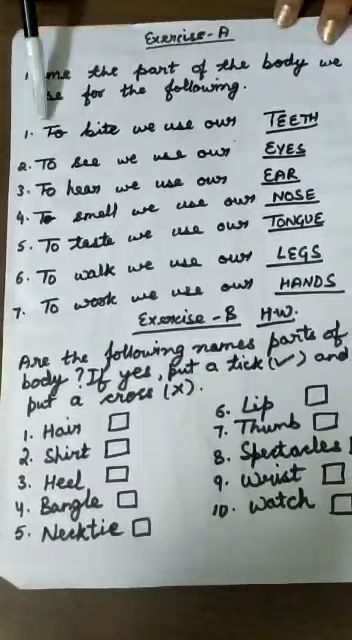 Exercise-A
me the part of the body we
se for the following.
1. To bite we use our TEETH
2. To see we use our EYES
3. To hear we use our EAR
4. To smell we use our NOSE
5. To taste we use our TONGUE
6. To walk we use our LEGS
7. To work we use our HANDS
Exercise-B H.W.
Are the following names parts of
body? If yes, put a tick (✓) and
put a cross (X).
1. Hair
2. Shirt
3. Heel
4. Bangle
5. Necktie
6. Lip
7. Thumb
8. Spectacles
9. Wrist
10. Watch